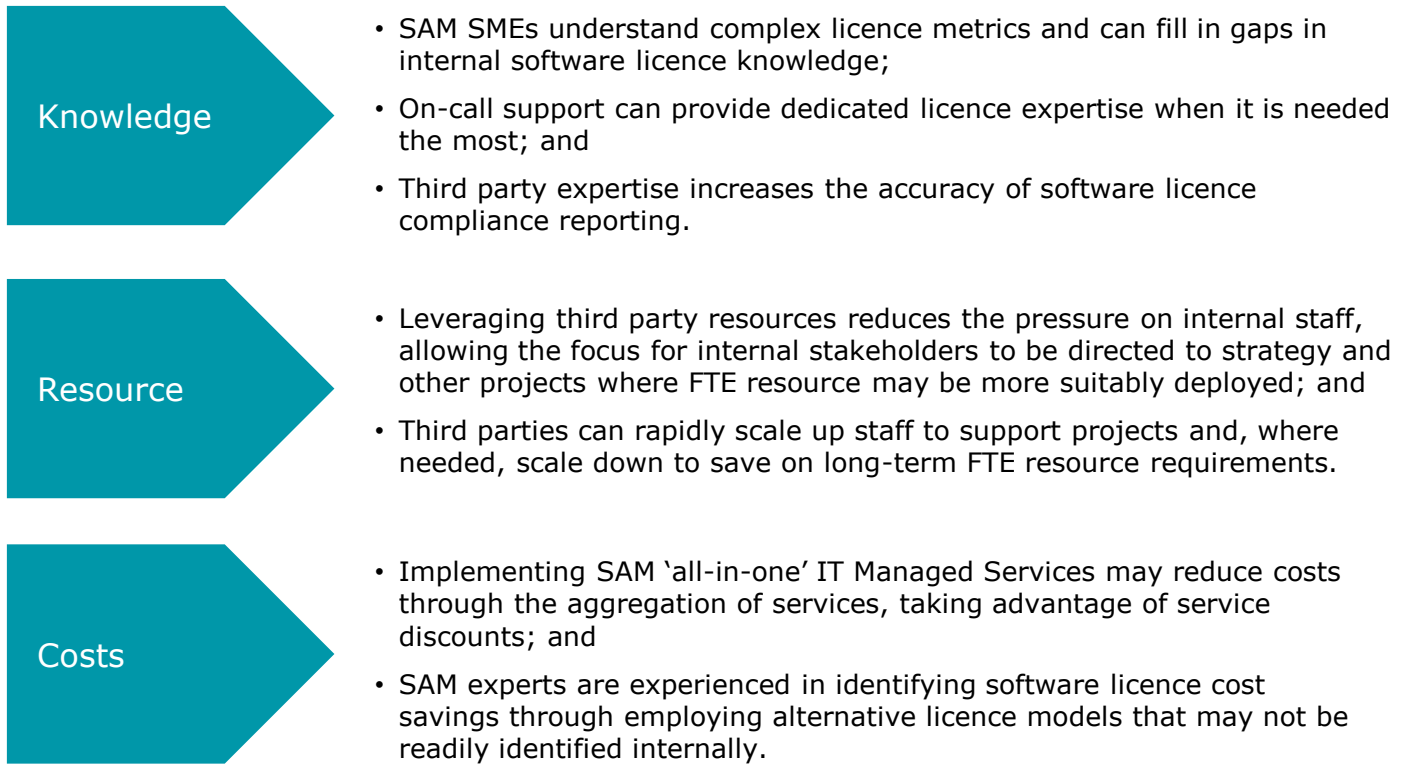 Knowledge
• SAM SMEs understand complex licence metrics and can fill in gaps in
internal software licence knowledge;
• On-call support can provide dedicated licence expertise when it is needed
the most; and
• Third party expertise increases the accuracy of software licence
compliance reporting.
Resource
• Leveraging third party resources reduces the pressure on internal staff,
allowing the focus for internal stakeholders to be directed to strategy and
other projects where FTE resource may be more suitably deployed; and
• Third parties can rapidly scale up staff to support projects and, where
needed, scale down to save on long-term FTE resource requirements.
Costs
• Implementing SAM ‘all-in-one’ IT Managed Services may reduce costs
through the aggregation of services, taking advantage of service
discounts; and
• SAM experts are experienced in identifying software licence cost
savings through employing alternative licence models that may not be
readily identified internally.